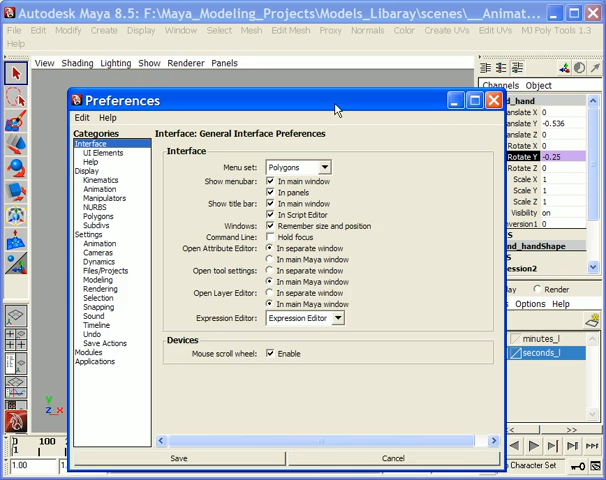 Autodesk Maya 8.5: F:\Maya_Modeling_Projects\Models_Libaray\scenes\__Animat...
File Edit Modify Create Display Window Select Mesh Edit Mesh Proxy Normals Color Create UVs Edit UVs MJ Poly Tools 1.3
Help
View Shading Lighting Show Renderer Panels
Channels Object
Preferences
d_hand
Edit Help
anslate X 0
anslate Y -0.536
anslate Z 0
Rotate X 0
Rotate Y -0.25
Rotate Z 0
Scale X 1
Scale Y 1
Scale Z 1
Visibility on
nversion1 0
S
d_handShape
ession2
Categories
Interface
UI Elements
Help
Display
Kinematics
Animation
Manipulators
NURBS
Polygons
Subdivs
Settings
Animation
Cameras
Dynamics
Files/Projects
Modeling
Rendering
Selection
Snapping
Sound
Timeline
Undo
Save Actions
Modules
Applications
Interface: General Interface Preferences
Interface
Menu set: Polygons
Show menubar: In main window
In panels
Show title bar: In main window
In Script Editor
Windows: Remember size and position
Command Line: Hold focus
Open Attribute Editor: In separate window
In main Maya window
Open tool settings: In separate window
In main Maya window
Open Layer Editor: In separate window
In main Maya window
Expression Editor: Expression Editor
Devices
Mouse scroll wheel: Enable
Save Cancel
lay Render
Options Help
minutes_l
seconds_l
<< >>
y
z x
0 100
1
1.00 1.
o Character Set